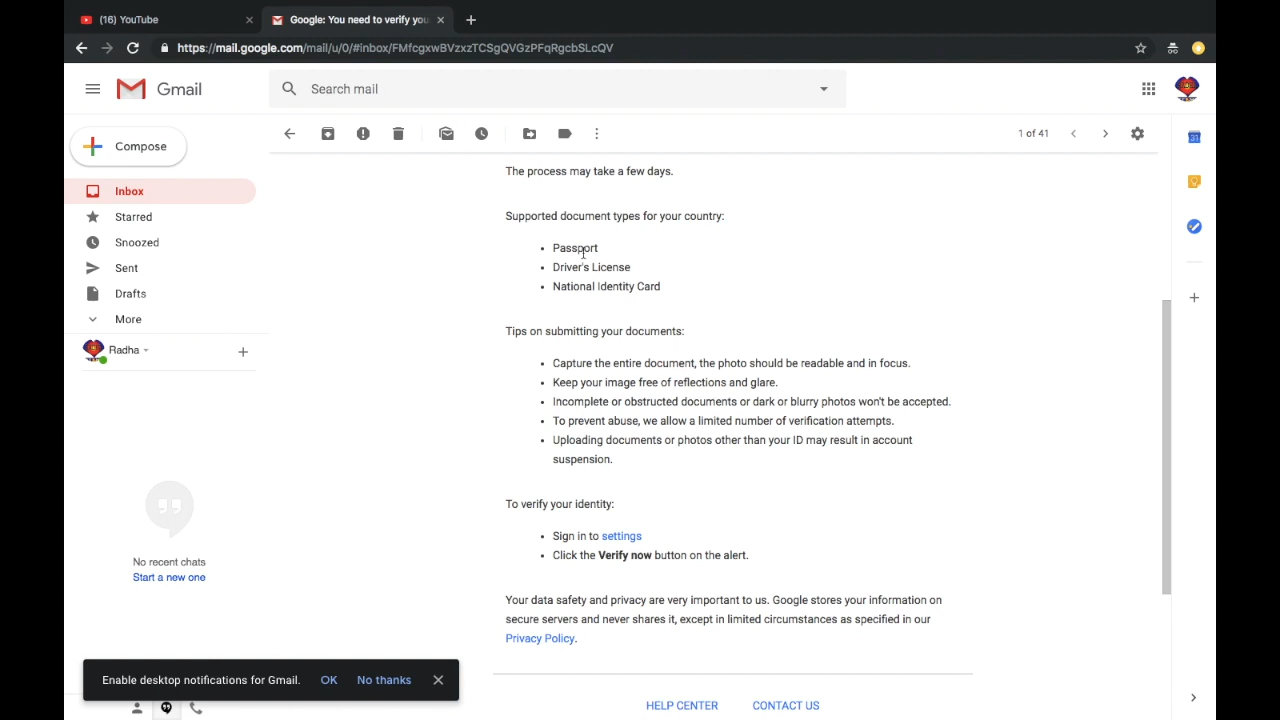 (16) YouTube
Google: You need to verify you
https://mail.google.com/mail/u/0/#inbox/FMfcgxwBVzxzTCSgQVGzPFqRgcbSLcQV
Gmail
Search mail
Compose
1 of 41
31
Inbox
Starred
Snoozed
Sent
Drafts
More
Radha
No recent chats
Start a new one
The process may take a few days.
Supported document types for your country:
Passport
Driver's License
National Identity Card
Tips on submitting your documents:
Capture the entire document, the photo should be readable and in focus.
Keep your image free of reflections and glare.
Incomplete or obstructed documents or dark or blurry photos won't be accepted.
To prevent abuse, we allow a limited number of verification attempts.
Uploading documents or photos other than your ID may result in account
suspension.
To verify your identity:
Sign in to settings
Click the Verify now button on the alert.
Your data safety and privacy are very important to us. Google stores your information on
secure servers and never shares it, except in limited circumstances as specified in our
Privacy Policy.
HELP CENTER CONTACT US
Enable desktop notifications for Gmail. OK No thanks